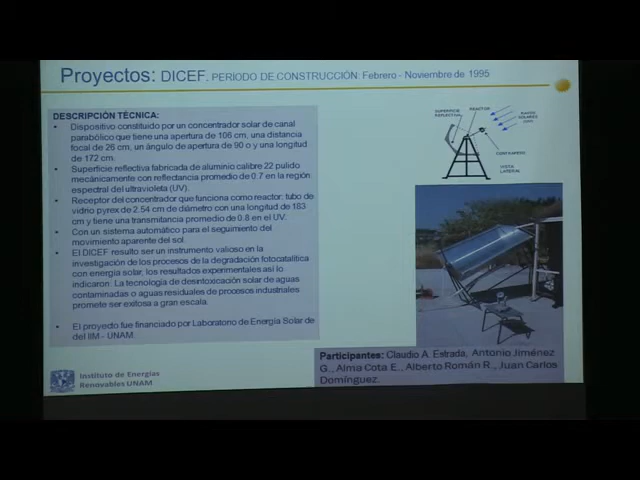 Proyectos: DICEF. PERIODO DE CONSTRUCCIÓN: Febrero - Noviembre de 1995
DESCRIPCIÓN TÉCNICA:
• Dispositivo constituido por un concentrador solar de canal
parabólico que tiene una apertura de 106 cm, una distancia
focal de 26 cm, un ángulo de apertura de 90 o y una longitud
de 172 cm.
• Superficie reflectiva fabricada de aluminio calibre 22 pulido
mecánicamente con reflectancia promedio de 0.7 en la región
espectral del ultravioleta (UV)
• Receptor del concentrador que funciona como reactor: tubo de
vidrio pyrex de 2.54 cm de diámetro con una longitud de 183
cm y tiene una transmitancia promedio de 0.8 en el UV.
• Con un sistema automático para el seguimiento del
movimiento aparente del sol.
• El DICEF resulto ser un instrumento valioso en la
investigación de los procesos de la degradación fotocatalítica
con energía solar, los resultados experimentales así lo
indicaron. La tecnología de desintoxicación solar de aguas
contaminadas o aguas residuales de procesos industriales
promete ser exitosa a gran escala.
• El proyecto fue financiado por Laboratorio de Energía Solar de
del IIM - UNAM.
SUPERFICIE
REFLECTIVA
REACTOR
RAYOS
SOLARES
CONTRAPESO
VISTA
LATERAL
Participantes: Claudio A. Estrada, Antonio Jiménez
G., Alma Cota E., Alberto Román R., Juan Carlos
Domínguez.
Instituto de Energías
Renovables UNAM